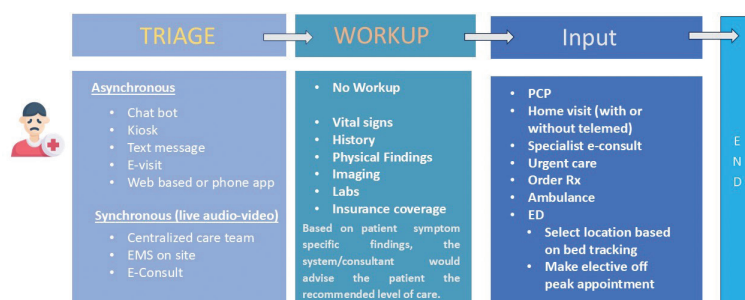 TRIAGE
WORKUP
Input
Asynchronous
• Chat bot
• Kiosk
• Text message
• E-visit
• Web based or phone app
Synchronous (live audio-video)
• Centralized care team
• EMS on site
• E-Consult
• No Workup
• Vital signs
• History
• Physical Findings
• Imaging
• Labs
• Insurance coverage
Based on patient symptom
specific findings, the
system/consultant would
advise the patient the
recommended level of care.
• PCP
• Home visit (with or
without telemed)
• Specialist e-consult
• Urgent care
• Order Rx
• Ambulance
• ED
• Select location based
on bed tracking
• Make elective off
peak appointment
E
N
D